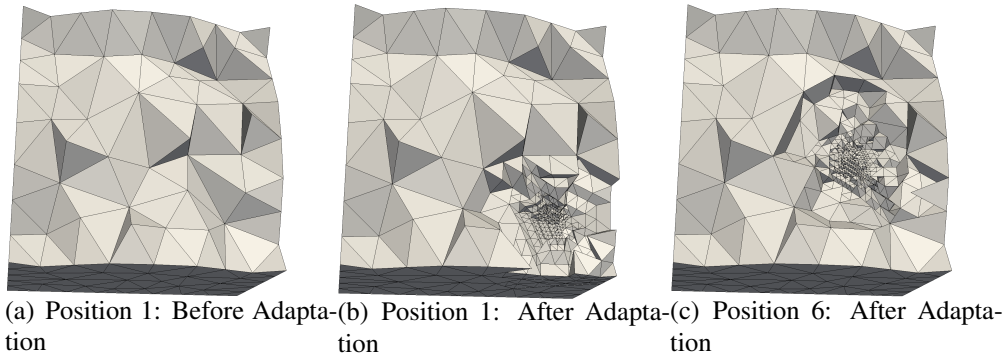 (a) Position 1: Before Adapta-
tion
(b) Position 1: After Adapta-
tion
(c) Position 6: After Adapta-
tion